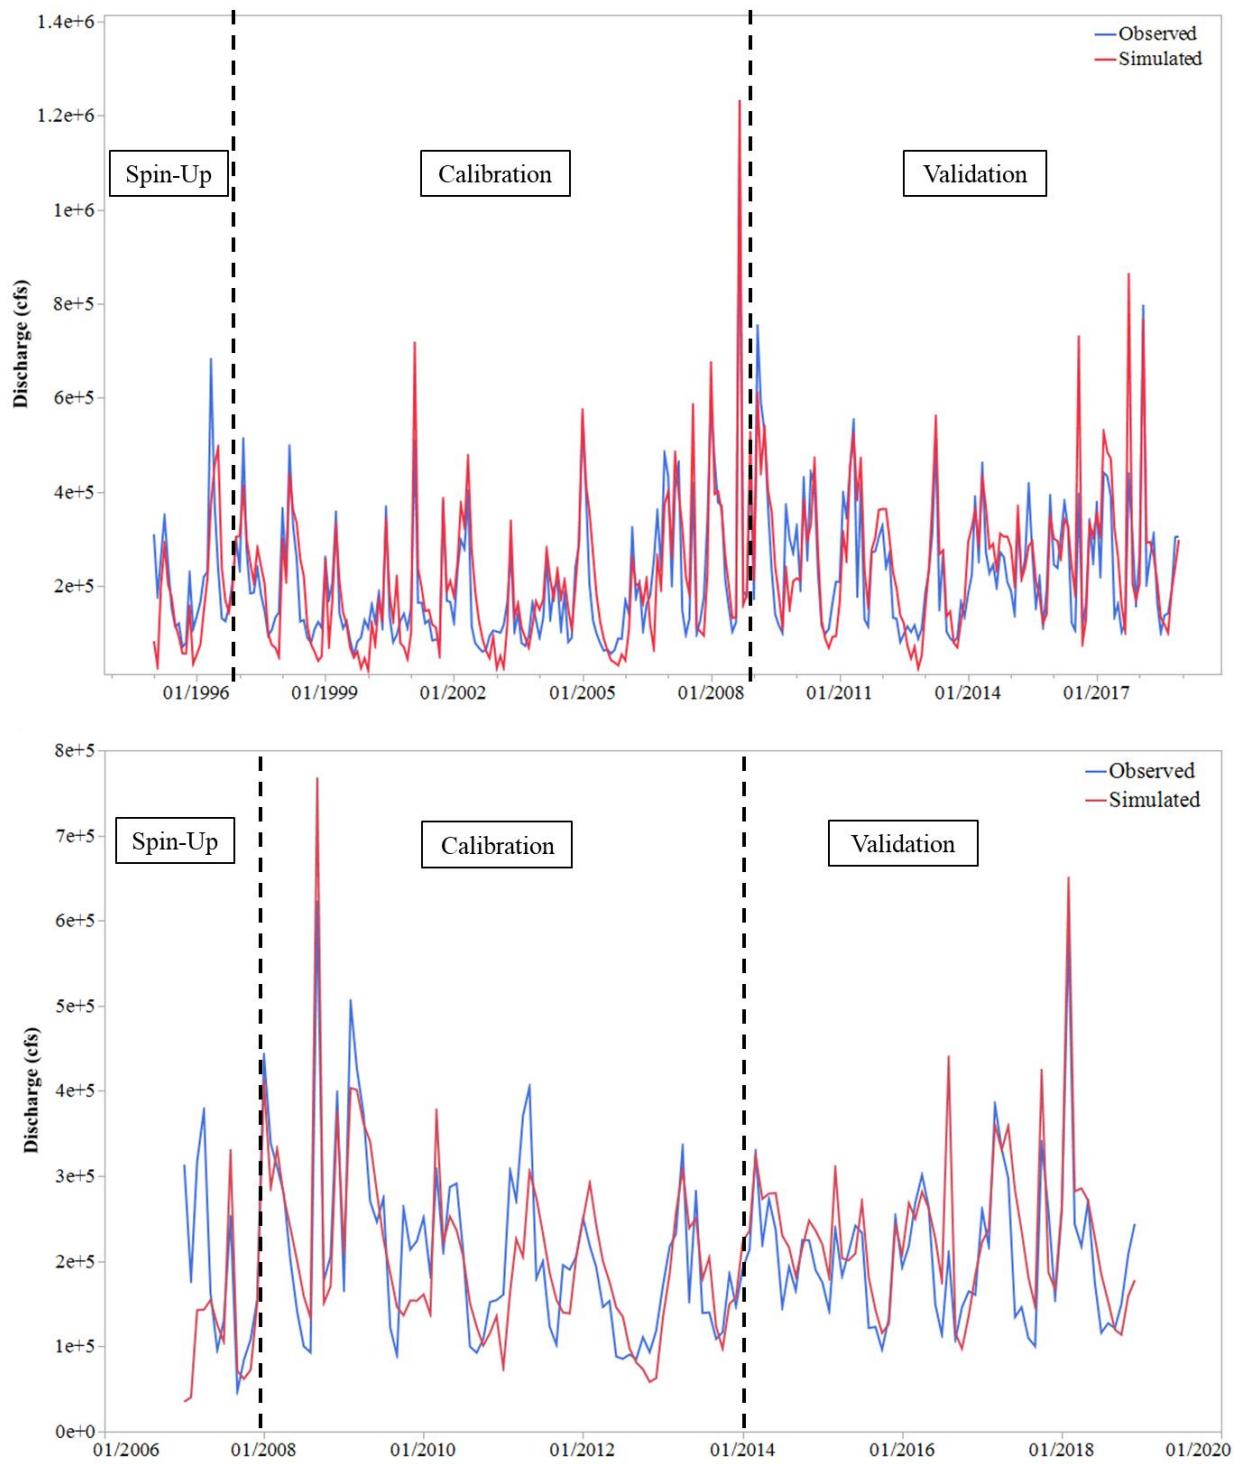 1.4e+6
Observed
Simulated
1.2e+6
Spin-Up
Calibration
Validation
1e+6
8e+5
Discharge (cfs)
6e+5
4e+5
2e+5
01/1996 01/1999 01/2002 01/2005 01/2008 01/2011 01/2014 01/2017
8e+5
Observed
Simulated
7e+5
Spin-Up
Calibration
Validation
6e+5
5e+5
Discharge (cfs)
4e+5
3e+5
2e+5
1e+5
0e+0
01/2006 01/2008 01/2010 01/2012 01/2014 01/2016 01/2018 01/2020